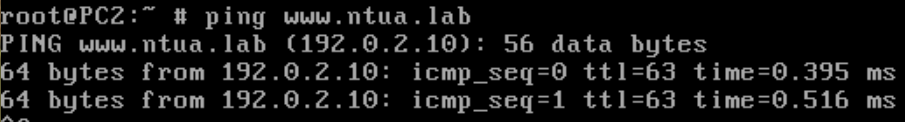 root@PC2:~ # ping www.ntua.lab
PING www.ntua.lab (192.0.2.10): 56 data bytes
64 bytes from 192.0.2.10: icmp_seq=0 ttl=63 time=0.395 ms
64 bytes from 192.0.2.10: icmp_seq=1 ttl=63 time=0.516 ms